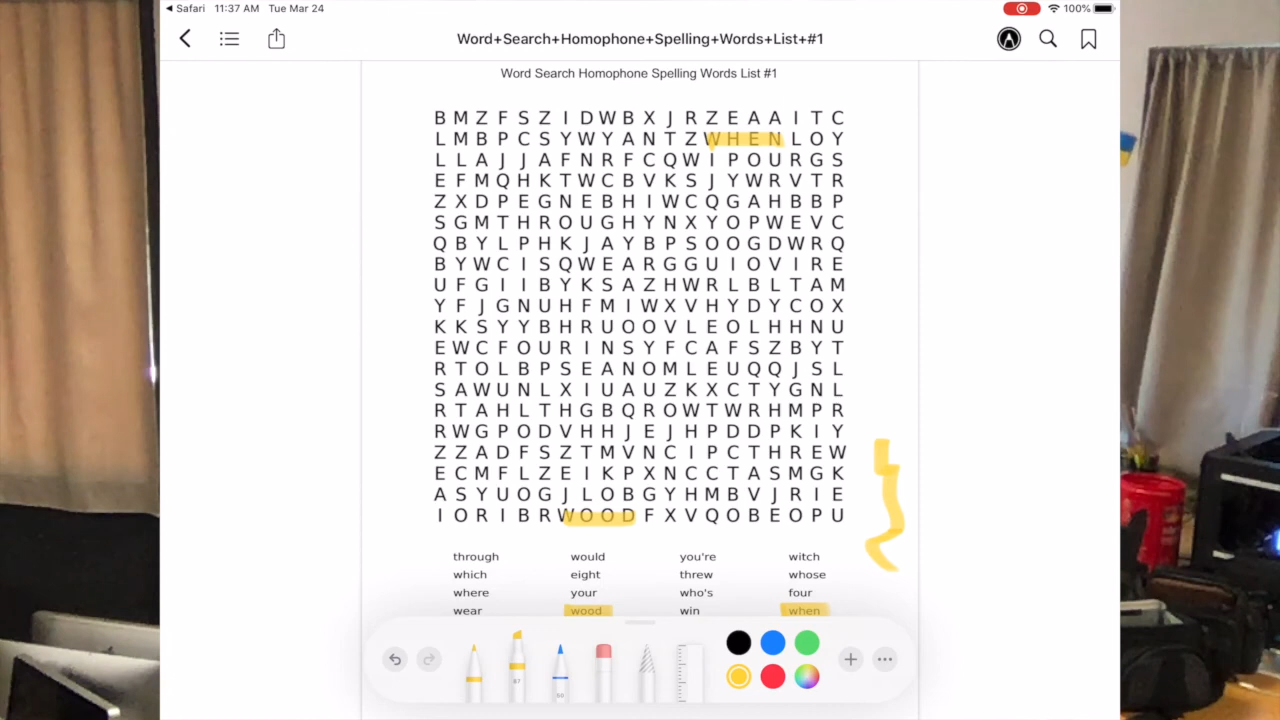 Safari 11:37 AM Tue Mar 24 100%
Word+Search+Homophone+Spelling+Words+List+#1
Word Search Homophone Spelling Words List #1
B M Z F S Z I D W B X J R Z E A A I T C
L M B P C S Y W Y A N T Z W H E N L O Y
L L A J J A F N R F C Q W I P O U R G S
E F M Q H K T W C B V K S J Y W R V T R
Z X D P E G N E B H I W C Q G A H B B P
S G M T H R O U G H Y N X Y O P W E V C
Q B Y L P H K J A Y B P S O O G D W R Q
B Y W C I S Q W E A R G G U I O V I R E
U F G I I B Y K S A Z H W R L B L T A M
Y F J G N U H F M I W X V H Y D Y C O X
K K S Y Y B H R U O O V L E O L H H N U
E W C F O U R I N S Y F C A F S Z B Y T
R T O L B P S E A N O M L E U Q Q J S L
S A W U N L X I U A U Z K X C T Y G N L
R T A H L T H G B Q R O W T W R H M P R
R W G P O D V H H J E J H P D D P K I Y
Z Z A D F S Z T M V N C I P C T H R E W
E C M F L Z E I K P X N C C T A S M G K
A S Y U O G J L O B G Y H M B V J R I E
I O R I B R W O O D F X V Q O B E O P U
through would you're witch
which eight threw whose
where your who's four
wear wood win when
87
50